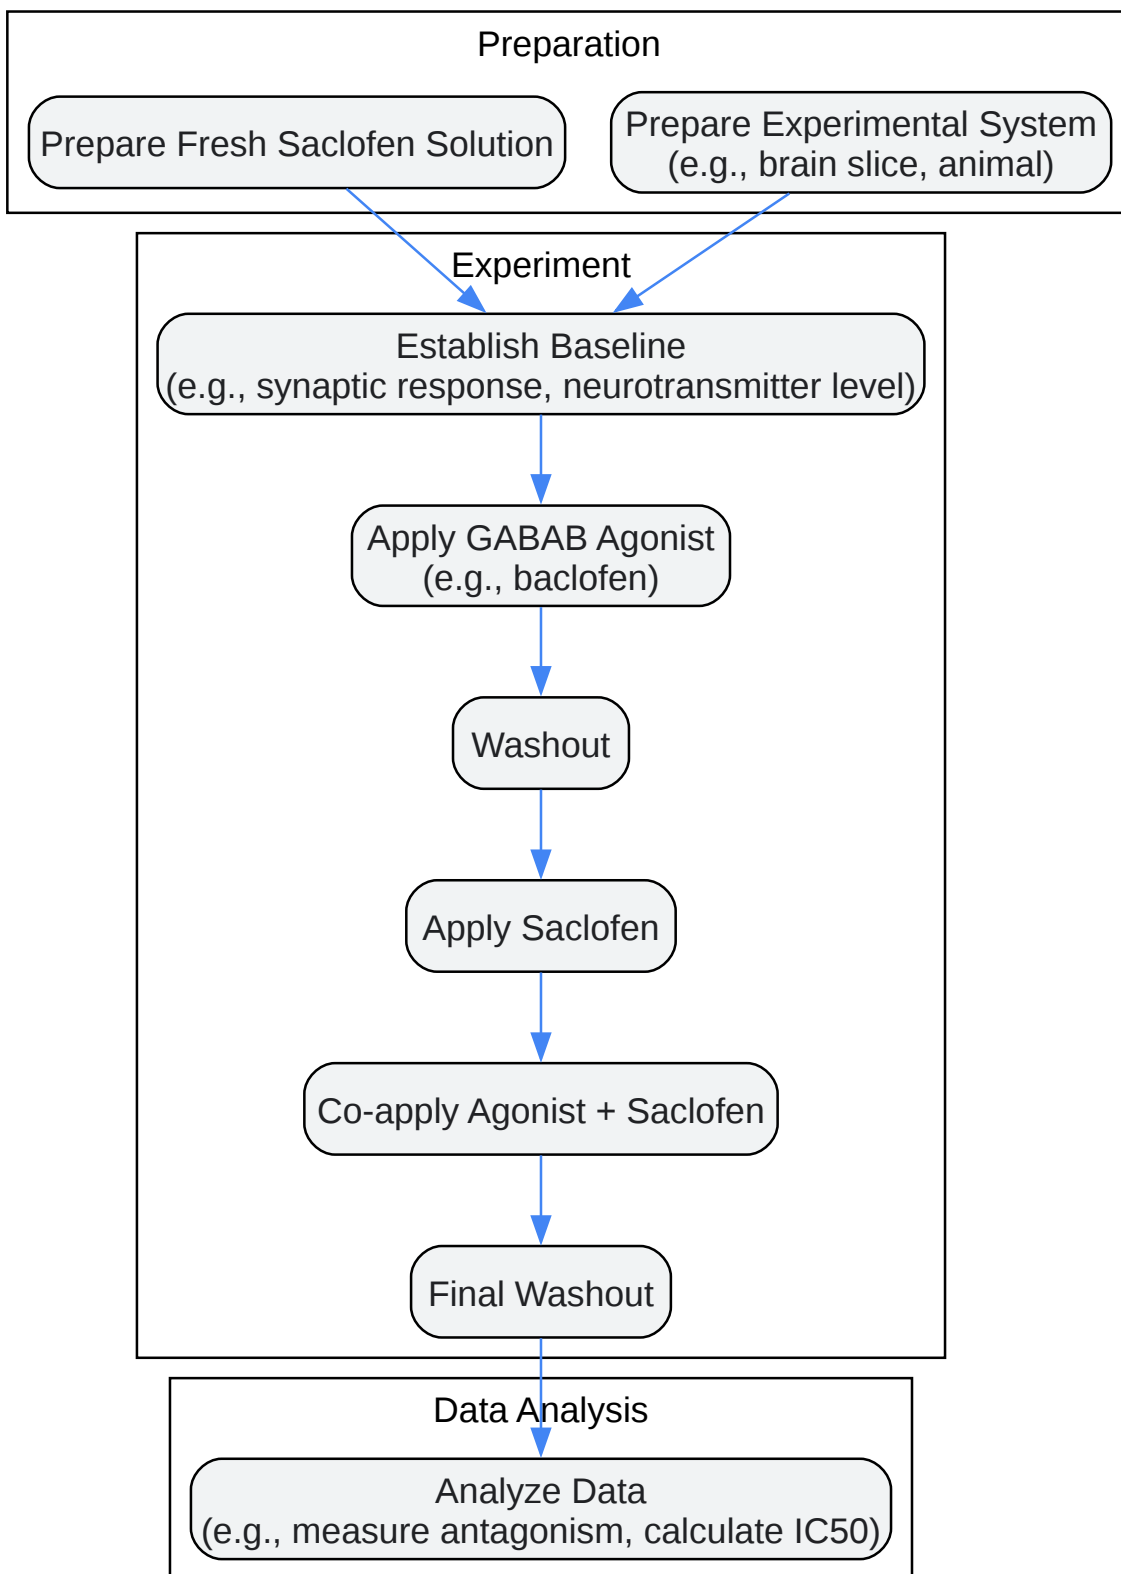 Preparation
Prepare Fresh Saclofen Solution
Prepare Experimental System
(e.g., brain slice, animal)
Experiment
Establish Baseline
(e.g., synaptic response, neurotransmitter level)
Apply GABAB Agonist
(e.g., baclofen)
Washout
Apply Saclofen
Co-apply Agonist + Saclofen
Final Washout
Data Analysis
Analyze Data
(e.g., measure antagonism, calculate IC50)